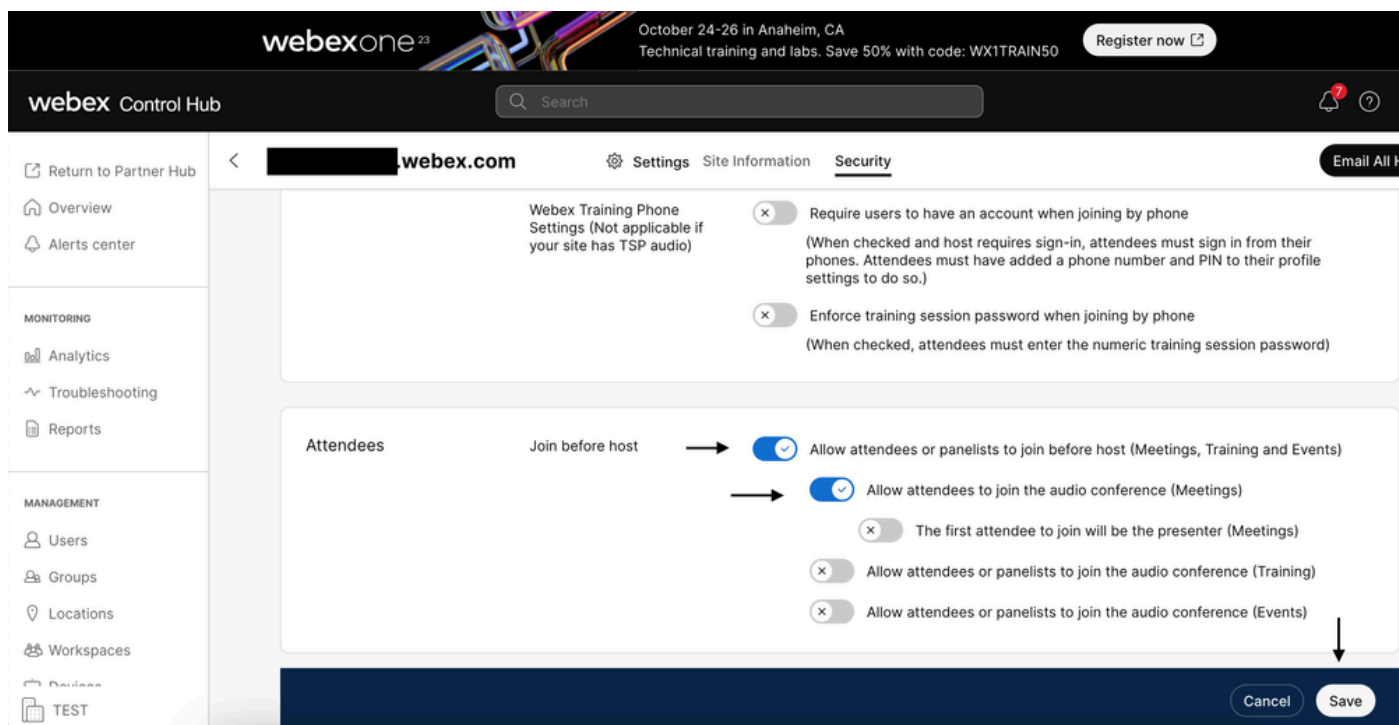 webexone 23
October 24-26 in Anaheim, CA
Technical training and labs. Save 50% with code: WX1TRAIN50
Register now
webex Control Hub
Search
7
Return to Partner Hub
Overview
Alerts center
MONITORING
Analytics
Troubleshooting
Reports
MANAGEMENT
Users
Groups
Locations
Workspaces
Devices
TEST
.webex.com
Settings
Site Information
Security
Email All H
Webex Training Phone
Settings (Not applicable if
your site has TSP audio)
Require users to have an account when joining by phone
(When checked and host requires sign-in, attendees must sign in from their
phones. Attendees must have added a phone number and PIN to their profile
settings to do so.)
Enforce training session password when joining by phone
(When checked, attendees must enter the numeric training session password)
Attendees
Join before host
Allow attendees or panelists to join before host (Meetings, Training and Events)
Allow attendees to join the audio conference (Meetings)
The first attendee to join will be the presenter (Meetings)
Allow attendees or panelists to join the audio conference (Training)
Allow attendees or panelists to join the audio conference (Events)
Cancel
Save